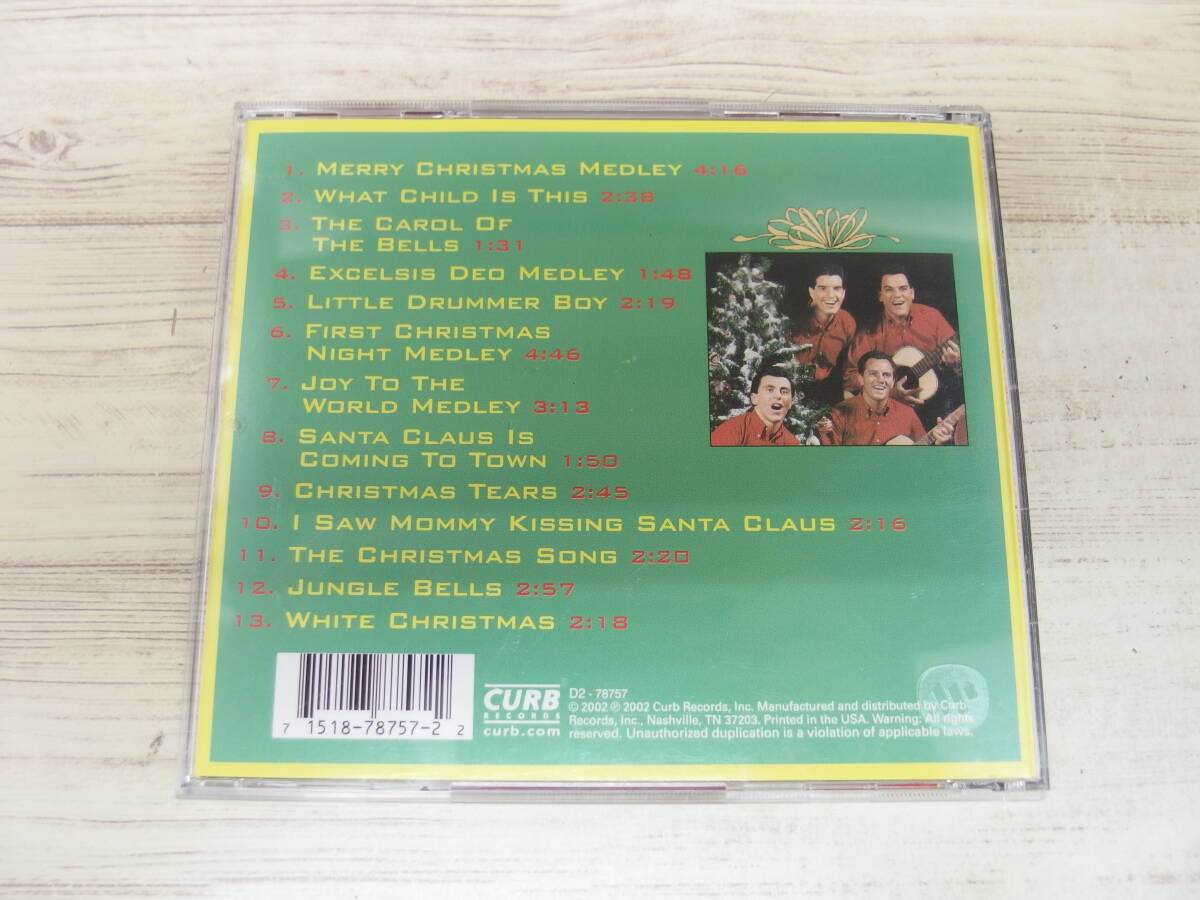 1. MERRY CHRISTMAS MEDLEY 4:16
2. WHAT CHILD IS THIS 2:38
3. THE CAROL OF
THE BELLS 1:31
4. EXCELSIS DEO MEDLEY 1:48
5. LITTLE DRUMMER BOY 2:19
6. FIRST CHRISTMAS
NIGHT MEDLEY 4:46
7. JOY TO THE
WORLD MEDLEY 3:13
8. SANTA CLAUS IS
COMING TO TOWN 1:50
9. CHRISTMAS TEARS 2:45
10. I SAW MOMMY KISSING SANTA CLAUS 2:16
11. THE CHRISTMAS SONG 2:20
12. JUNGLE BELLS 2:57
13. WHITE CHRISTMAS 2:18
7 1518-78757-2 2
CURB
RECORDS
curb.com
D2 - 78757
© 2002 ℗ 2002 Curb Records, Inc. Manufactured and distributed by Curb
Records, Inc., Nashville, TN 37203. Printed in the USA. Warning: All rights
reserved. Unauthorized duplication is a violation of applicable laws.